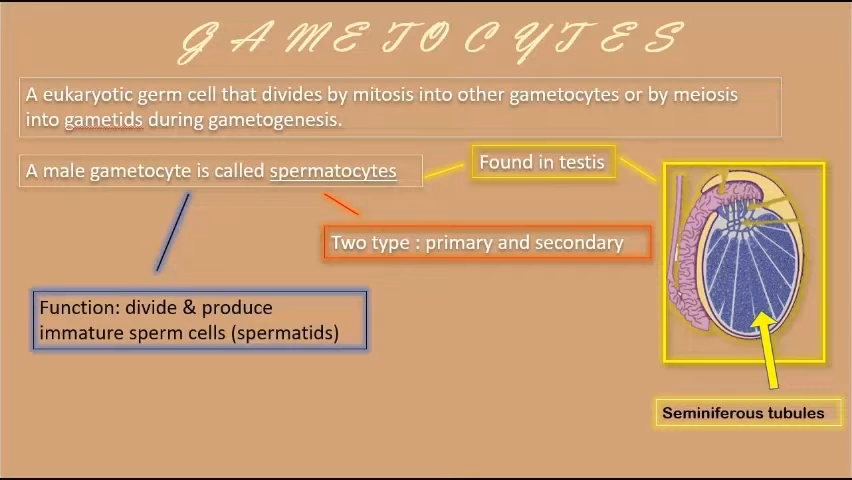 GAMETOCYTES
A eukaryotic germ cell that divides by mitosis into other gametocytes or by meiosis
into gametids during gametogenesis.
A male gametocyte is called spermatocytes
Found in testis
Two type : primary and secondary
Function: divide & produce
immature sperm cells (spermatids)
Seminiferous tubules